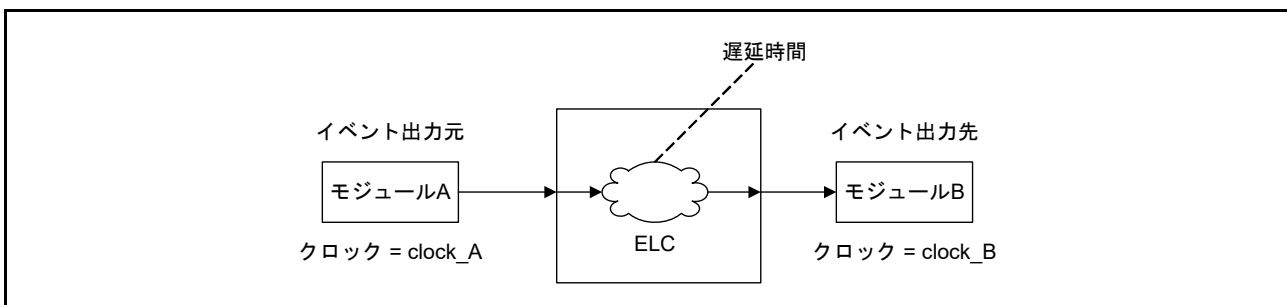 遅延時間
イベント出力元
イベント出力先
モジュールA
モジュールB
ELC
クロック = clock_A
クロック = clock_B